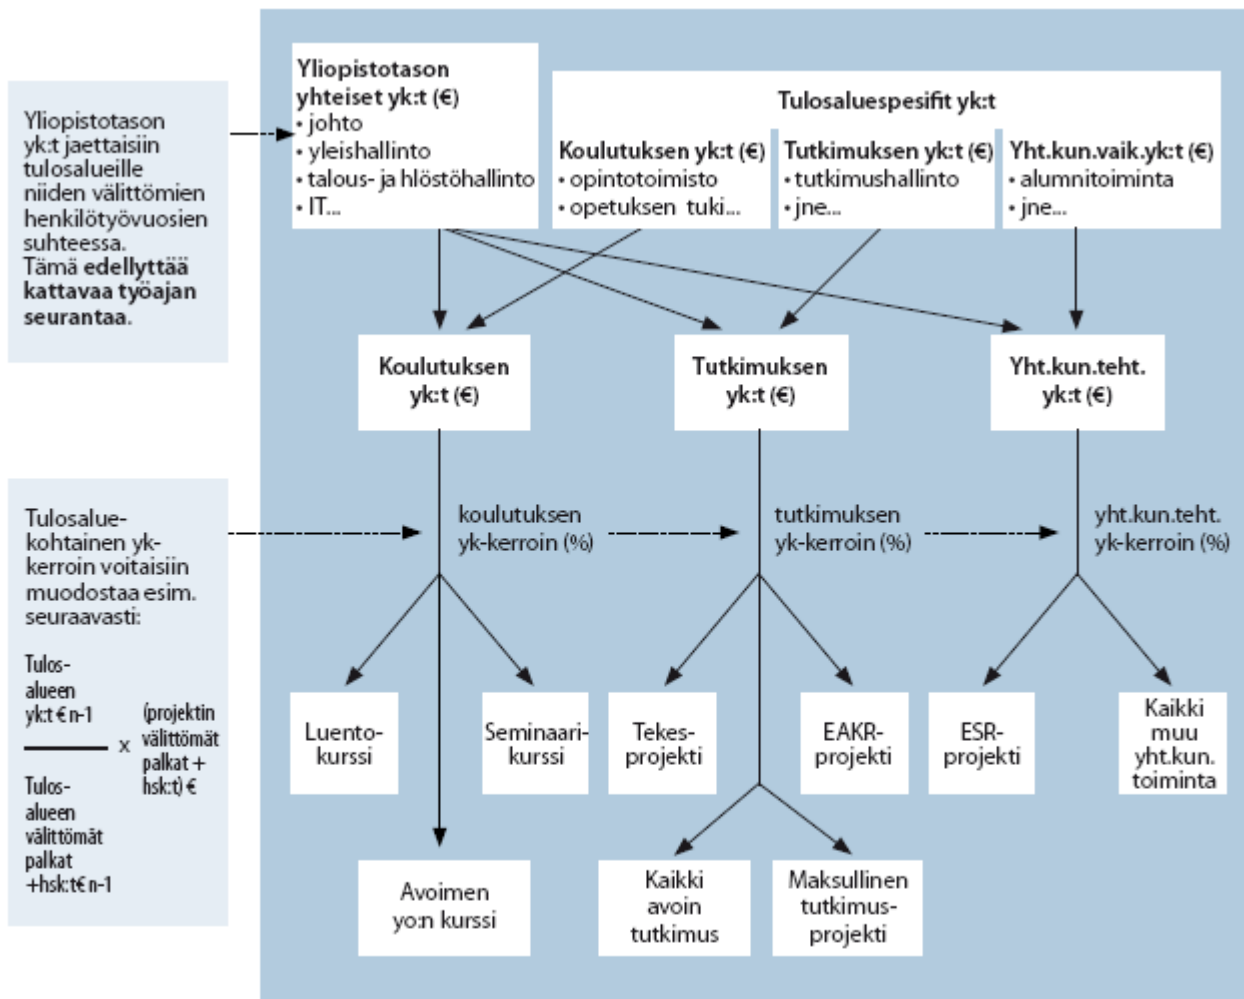 Yliopistotason
yk:t jaettaisiin
tulosalueille
niiden välittömien
henkilötyövuosien
suhteessa.
Tämä edellyttää
kattavaa työajan
seurantaa.
Yliopistotason
yhteiset yk:t (€)
• johto
• yleishallinto
• talous- ja hlöstöhallinto
• IT...
Tulosaluespesifit yk:t
Koulutuksen yk:t (€)
• opintotoimisto
• opetuksen tuki...
Tutkimuksen yk:t (€)
• tutkimushallinto
• jne...
Yht.kun.vaik.yk:t (€)
• alumnitoiminta
• jne...
Koulutuksen
yk:t (€)
Tutkimuksen
yk:t (€)
Yht.kun.teht.
yk:t (€)
Tulosalue-
kohtainen yk-
kerroin voitaisiin
muodostaa esim.
seuraavasti:
Tulos-
alueen
yk:t € n-1
x
(projektin
välittömät
palkat +
hsk:t) €
Tulos-
alueen
välittömät
palkat
+hsk:t€ n-1
koulutuksen
yk-kerroin (%)
tutkimuksen
yk-kerroin (%)
yht.kun.teht.
yk-kerroin (%)
Luento-
kurssi
Seminaari-
kurssi
Tekes-
projekti
EAKR-
projekti
ESR-
projekti
Kaikki
muu
yht.kun.
toiminta
Avoimen
yo:n kurssi
Kaikki
avoin
tutkimus
Maksullinen
tutkimus-
projekti